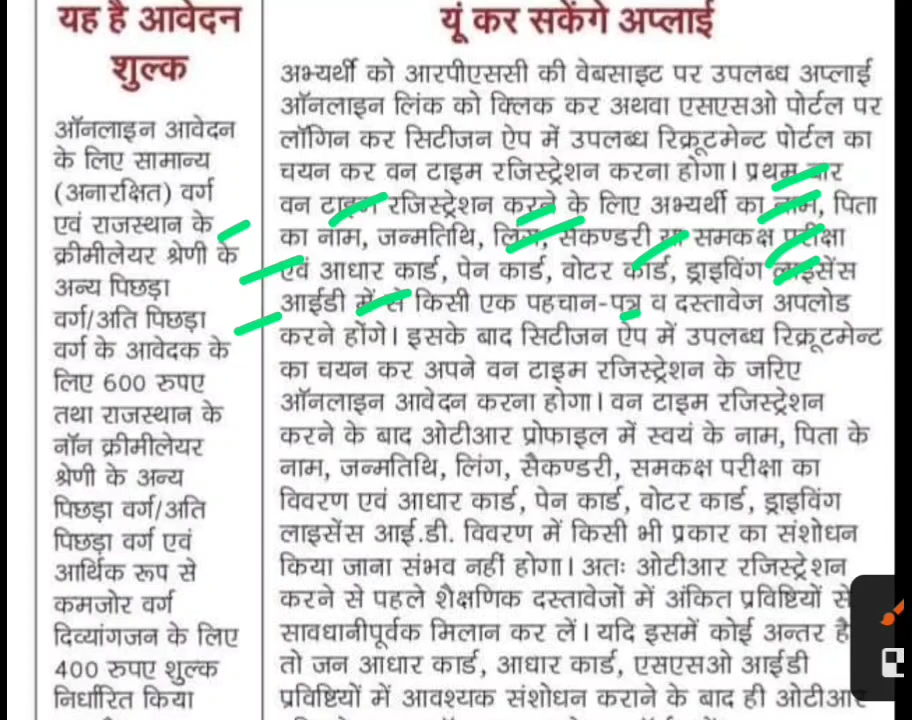 यह है आवेदन
शुल्क
ऑनलाइन आवेदन
के लिए सामान्य
(अनारक्षित) वर्ग
एवं राजस्थान के
क्रीमीलेयर श्रेणी के
अन्य पिछड़ा
वर्ग/अति पिछड़ा
वर्ग के आवेदक के
लिए 600 रुपए
तथा राजस्थान के
नॉन क्रीमीलेयर
श्रेणी के अन्य
पिछड़ा वर्ग/अति
पिछड़ा वर्ग एवं
आर्थिक रूप से
कमजोर वर्ग
दिव्यांगजन के लिए
400 रुपए शुल्क
निर्धारित किया
यूं कर सकेंगे अप्लाई
अभ्यर्थी को आरपीएससी की वेबसाइट पर उपलब्ध अप्लाई
ऑनलाइन लिंक को क्लिक कर अथवा एसएसओ पोर्टल पर
लॉगिन कर सिटीजन ऐप में उपलब्ध रिक्रूटमेन्ट पोर्टल का
चयन कर वन टाइम रजिस्ट्रेशन करना होगा। प्रथम बार
वन टाइम रजिस्ट्रेशन करने के लिए अभ्यर्थी का नाम, पिता
का नाम, जन्मतिथि, लिंग, सैकण्डरी या समकक्ष परीक्षा
एवं आधार कार्ड, पेन कार्ड, वोटर कार्ड, ड्राइविंग लाइसेंस
आईडी में से किसी एक पहचान-पत्र व दस्तावेज अपलोड
करने होंगे। इसके बाद सिटीजन ऐप में उपलब्ध रिक्रूटमेन्ट
का चयन कर अपने वन टाइम रजिस्ट्रेशन के जरिए
ऑनलाइन आवेदन करना होगा। वन टाइम रजिस्ट्रेशन
करने के बाद ओटीआर प्रोफाइल में स्वयं के नाम, पिता के
नाम, जन्मतिथि, लिंग, सैकण्डरी, समकक्ष परीक्षा का
विवरण एवं आधार कार्ड, पेन कार्ड, वोटर कार्ड, ड्राइविंग
लाइसेंस आई.डी. विवरण में किसी भी प्रकार का संशोधन
किया जाना संभव नहीं होगा। अतः ओटीआर रजिस्ट्रेशन
करने से पहले शैक्षणिक दस्तावेजों में अंकित प्रविष्टियों से
सावधानीपूर्वक मिलान कर लें। यदि इसमें कोई अन्तर है
तो जन आधार कार्ड, आधार कार्ड, एसएसओ आईडी
प्रविष्टियों में आवश्यक संशोधन कराने के बाद ही ओटीआर